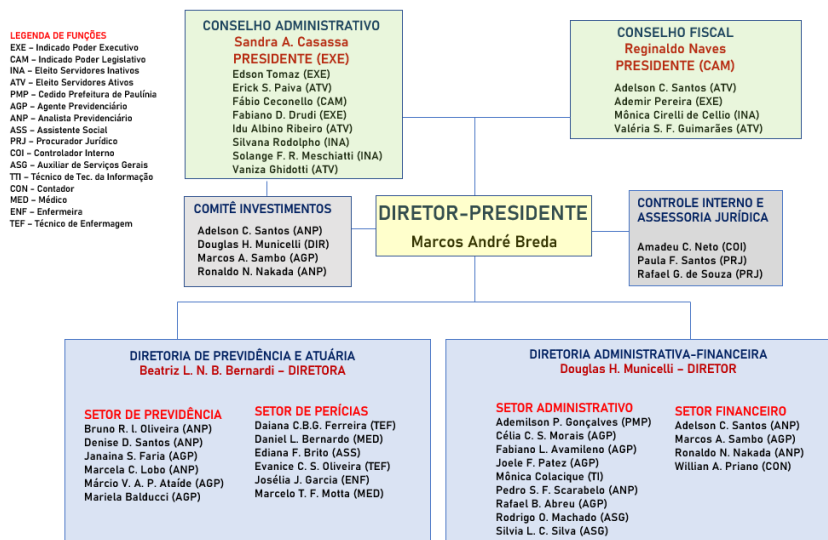 LEGENDA DE FUNÇÕES
EXE – Indicado Poder Executivo
CAM – Indicado Poder Legislativo
INA – Eleito Servidores Inativos
ATV – Eleito Servidores Ativos
PMP – Cedido Prefeitura de Paulínia
AGP – Agente Previdenciário
ANP – Analista Previdenciário
ASS – Assistente Social
PRJ – Procurador Jurídico
COI – Controlador Interno
ASG – Auxiliar de Serviços Gerais
TTI – Técnico de Tec. da Informação
CON – Contador
MED – Médico
ENF – Enfermeira
TEF – Técnico de Enfermagem
CONSELHO ADMINISTRATIVO
Sandra A. Casassa
PRESIDENTE (EXE)
Edson Tomaz (EXE)
Erick S. Paiva (ATV)
Fábio Ceconello (CAM)
Fabiano D. Drudi (EXE)
Idu Albino Ribeiro (ATV)
Silvana Rodolpho (INA)
Solange F. R. Meschiatti (INA)
Vaniza Ghidotti (ATV)
CONSELHO FISCAL
Reginaldo Naves
PRESIDENTE (CAM)
Adelson C. Santos (ATV)
Ademir Pereira (EXE)
Mônica Cirelli de Cellio (INA)
Valéria S. F. Guimarães (ATV)
COMITÊ INVESTIMENTOS
Adelson C. Santos (ANP)
Douglas H. Municelli (DIR)
Marcos A. Sambo (AGP)
Ronaldo N. Nakada (ANP)
DIRETOR-PRESIDENTE
Marcos André Breda
CONTROLE INTERNO E
ASSESSORIA JURÍDICA
Amadeu C. Neto (COI)
Paula F. Santos (PRJ)
Rafael G. de Souza (PRJ)
DIRETORIA DE PREVIDÊNCIA E ATUÁRIA
Beatriz L. N. B. Bernardi – DIRETORA
SETOR DE PREVIDÊNCIA
Bruno R. I. Oliveira (ANP)
Denise D. Santos (ANP)
Janaina S. Faria (AGP)
Marcela C. Lobo (ANP)
Márcio V. A. P. Ataíde (AGP)
Mariela Balducci (AGP)
SETOR DE PERÍCIAS
Daiana C.B.G. Ferreira (TEF)
Daniel L. Bernardo (MED)
Ediana F. Brito (ASS)
Evanice C. S. Oliveira (TEF)
Josélia J. Garcia (ENF)
Marcelo T. F. Motta (MED)
DIRETORIA ADMINISTRATIVA-FINANCEIRA
Douglas H. Municelli – DIRETOR
SETOR ADMINISTRATIVO
Ademilson P. Gonçalves (PMP)
Célia C. S. Morais (AGP)
Fabiano L. Avamileno (AGP)
Joele F. Patez (AGP)
Mônica Colacique (TI)
Pedro S. F. Scarabelo (ANP)
Rafael B. Abreu (AGP)
Rodrigo O. Machado (ASG)
Silvia L. C. Silva (ASG)
SETOR FINANCEIRO
Adelson C. Santos (ANP)
Marcos A. Sambo (AGP)
Ronaldo N. Nakada (ANP)
Willian A. Priano (CON)